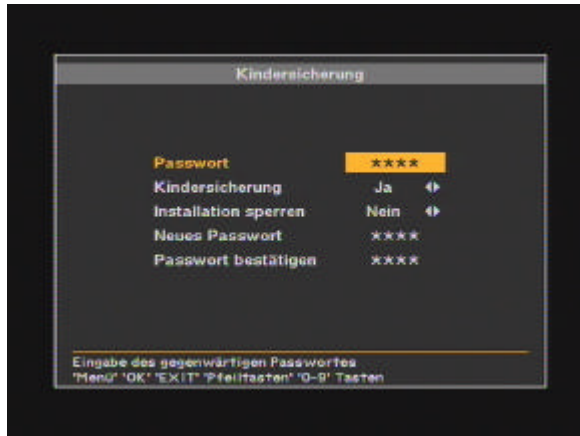 Kindersicherung
Passwort ****
Kindersicherung Ja
Installation sperren Nein
Neues Passwort ****
Passwort bestätigen ****
Eingabe des gegenwärtigen Passwortes
"Menü" "OK" "EXIT" "Pfeiltasten" "0-9" Tasten